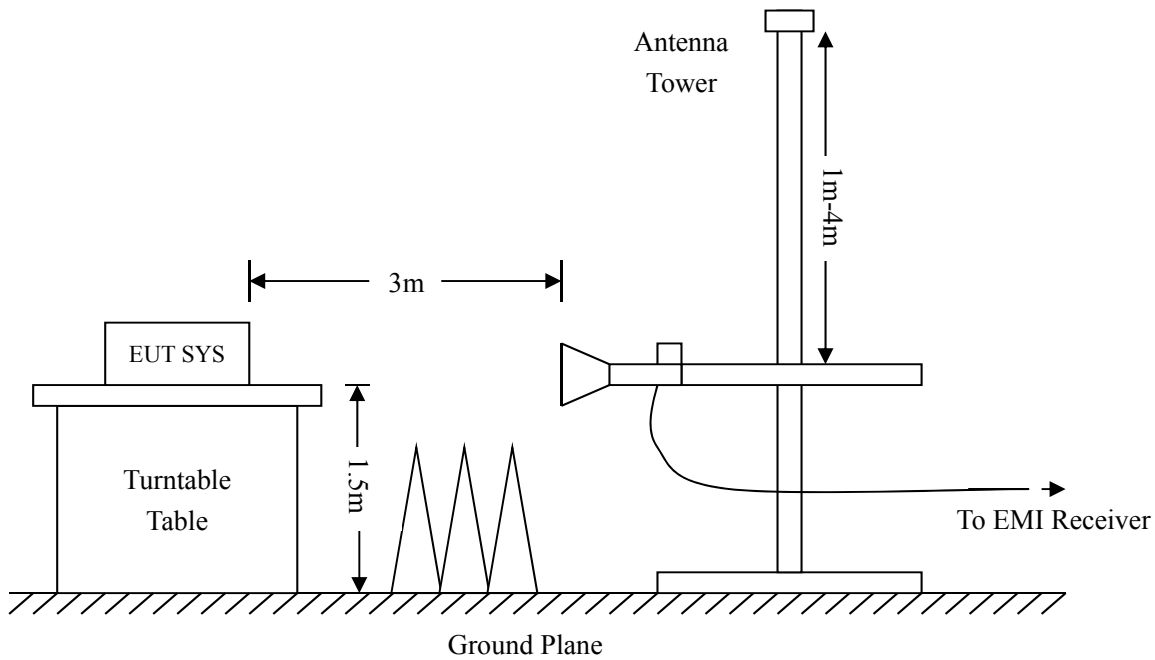 Antenna
Tower
1m-4m
3m
EUT SYS
Turntable
Table
1.5m
To EMI Receiver
Ground Plane